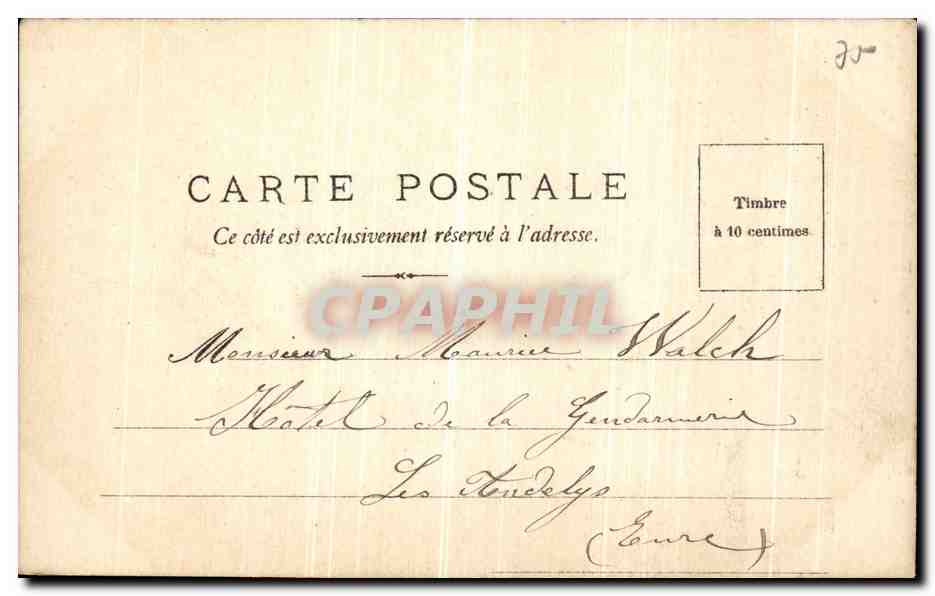 75
CARTE POSTALE
Ce côté est exclusivement réservé à l'adresse.
Timbre
à 10 centimes
CPAPHIL
Monsieur Maurice Walch
Hôtel de la Gendarmerie
Les Andelys
(Eure)